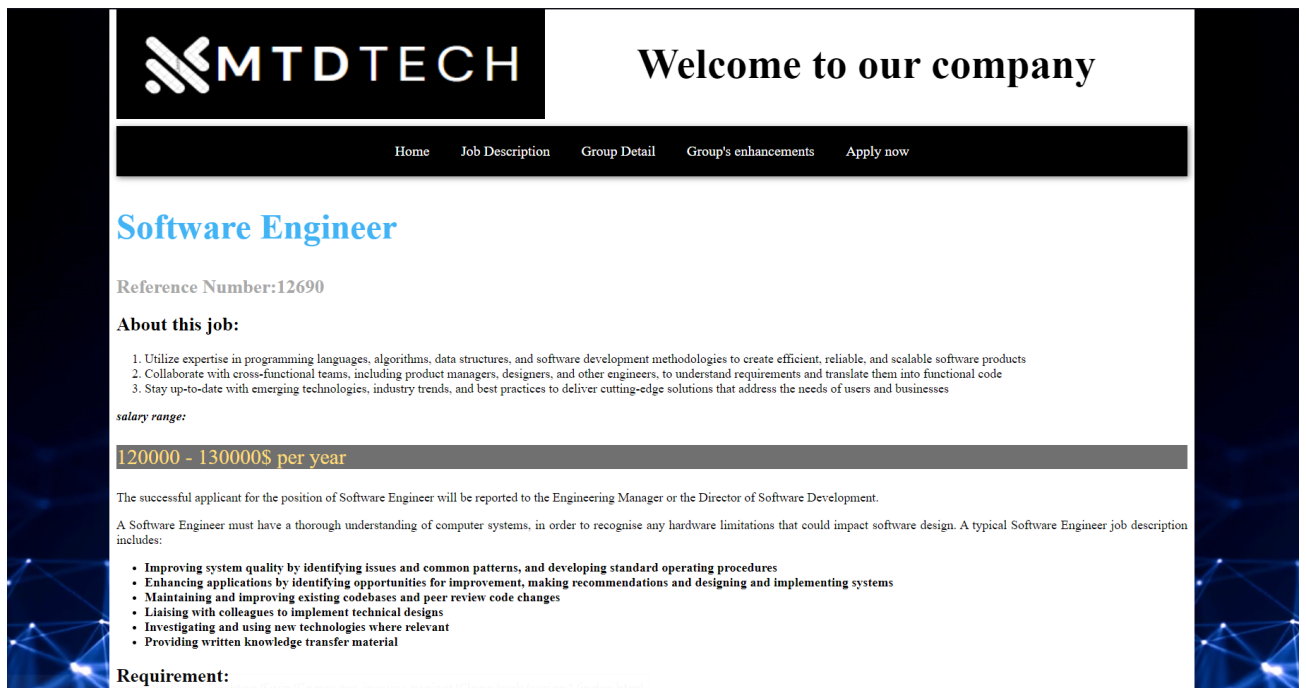 MTDTECH
Welcome to our company
Home Job Description Group Detail Group's enhancements Apply now
Software Engineer
Reference Number:12690
About this job:
1. Utilize expertise in programming languages, algorithms, data structures, and software development methodologies to create efficient, reliable, and scalable software products
2. Collaborate with cross-functional teams, including product managers, designers, and other engineers, to understand requirements and translate them into functional code
3. Stay up-to-date with emerging technologies, industry trends, and best practices to deliver cutting-edge solutions that address the needs of users and businesses
salary range:
120000 - 130000$ per year
The successful applicant for the position of Software Engineer will be reported to the Engineering Manager or the Director of Software Development.
A Software Engineer must have a thorough understanding of computer systems, in order to recognise any hardware limitations that could impact software design. A typical Software Engineer job description
includes:
• Improving system quality by identifying issues and common patterns, and developing standard operating procedures
• Enhancing applications by identifying opportunities for improvement, making recommendations and designing and implementing systems
• Maintaining and improving existing codebases and peer review code changes
• Liaising with colleagues to implement technical designs
• Investigating and using new technologies where relevant
• Providing written knowledge transfer material
Requirement: